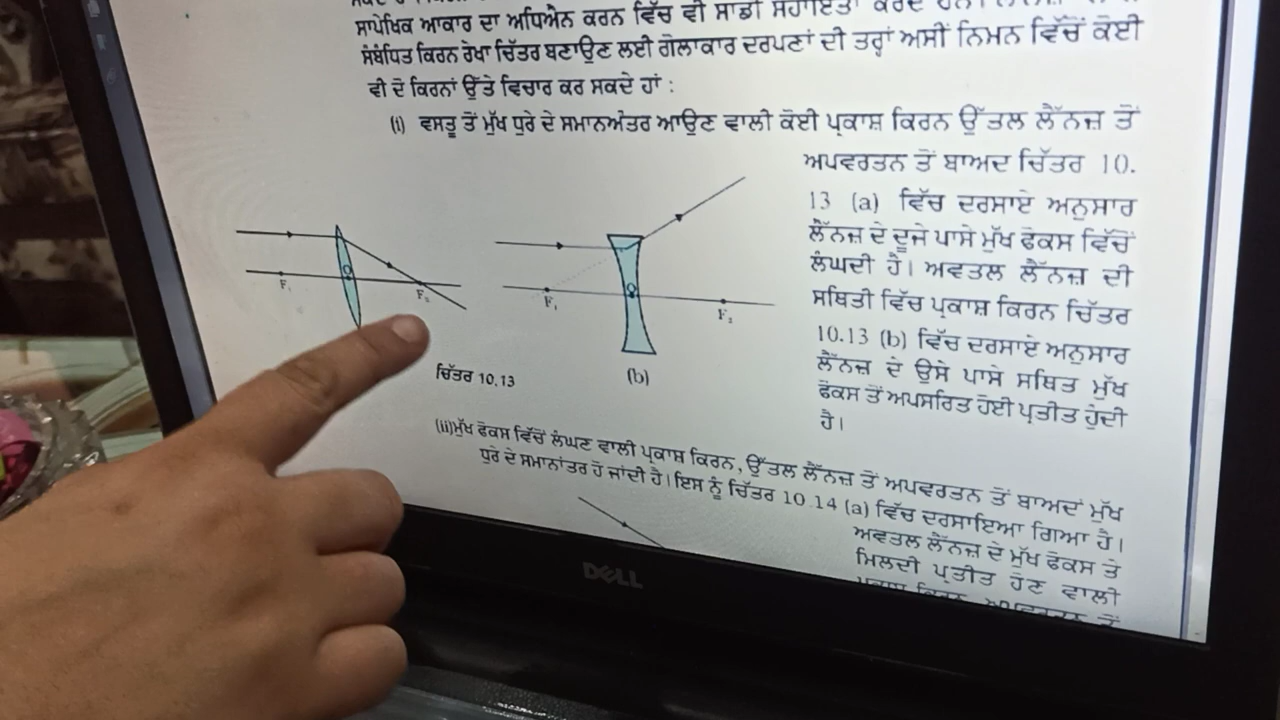 ਸਾਪੇਖਿਕ ਆਕਾਰ ਦਾ ਅਧਿਐਨ ਕਰਨ ਵਿੱਚ ਵੀ ਸਾਡੀ ਸਹਾਇਤਾ
ਸੰਬੰਧਿਤ ਕਿਰਨ ਰੇਖਾ ਚਿੱਤਰ ਬਣਾਉਣ ਲਈ ਗੋਲਾਕਾਰ ਦਰਪਣਾਂ ਦੀ ਤਰ੍ਹਾਂ ਅਸੀਂ ਨਿਮਨ ਵਿੱਚੋਂ ਕੋਈ
ਵੀ ਦੋ ਕਿਰਨਾਂ ਉੱਤੇ ਵਿਚਾਰ ਕਰ ਸਕਦੇ ਹਾਂ :
(i) ਵਸਤੂ ਤੋਂ ਮੁੱਖ ਧੁਰੇ ਦੇ ਸਮਾਨਅੰਤਰ ਆਉਣ ਵਾਲੀ ਕੋਈ ਪ੍ਰਕਾਸ਼ ਕਿਰਨ ਉੱਤਲ ਲੈੱਨਜ਼ ਤੋਂ
ਅਪਵਰਤਨ ਤੋਂ ਬਾਅਦ ਚਿੱਤਰ 10.
13 (a) ਵਿੱਚ ਦਰਸਾਏ ਅਨੁਸਾਰ
ਲੈੱਨਜ਼ ਦੇ ਦੂਜੇ ਪਾਸੇ ਮੁੱਖ ਫੋਕਸ ਵਿੱਚੋਂ
ਲੰਘਦੀ ਹੈ। ਅਵਤਲ ਲੈੱਨਜ਼ ਦੀ
ਸਥਿਤੀ ਵਿੱਚ ਪ੍ਰਕਾਸ਼ ਕਿਰਨ ਚਿੱਤਰ
10.13 (b) ਵਿੱਚ ਦਰਸਾਏ ਅਨੁਸਾਰ
ਲੈੱਨਜ਼ ਦੇ ਉਸੇ ਪਾਸੇ ਸਥਿਤ ਮੁੱਖ
ਫੋਕਸ ਤੋਂ ਅਪਸਰਿਤ ਹੋਈ ਪ੍ਰਤੀਤ ਹੁੰਦੀ
ਹੈ।
O
F₁
F₂
O
F₁
F₂
(b)
ਚਿੱਤਰ 10.13
(ii)ਮੁੱਖ ਫੋਕਸ ਵਿੱਚੋਂ ਲੰਘਣ ਵਾਲੀ ਪ੍ਰਕਾਸ਼ ਕਿਰਨ, ਉੱਤਲ ਲੈੱਨਜ਼ ਤੋਂ ਅਪਵਰਤਨ ਤੋਂ ਬਾਅਦਾਂ ਮੁੱਖ
ਧੁਰੇ ਦੇ ਸਮਾਨਾਂਤਰ ਹੋ ਜਾਂਦੀ ਹੈ। ਇਸ ਨੂੰ ਚਿੱਤਰ 10.14 (a) ਵਿੱਚ ਦਰਸਾਇਆ ਗਿਆ ਹੈ।
ਅਵਤਲ ਲੈੱਨਜ਼ ਦੇ ਮੁੱਖ ਫੋਕਸ ਤੇ
ਮਿਲਦੀ ਪ੍ਰਤੀਤ ਹੋਣ ਵਾਲੀ
DELL